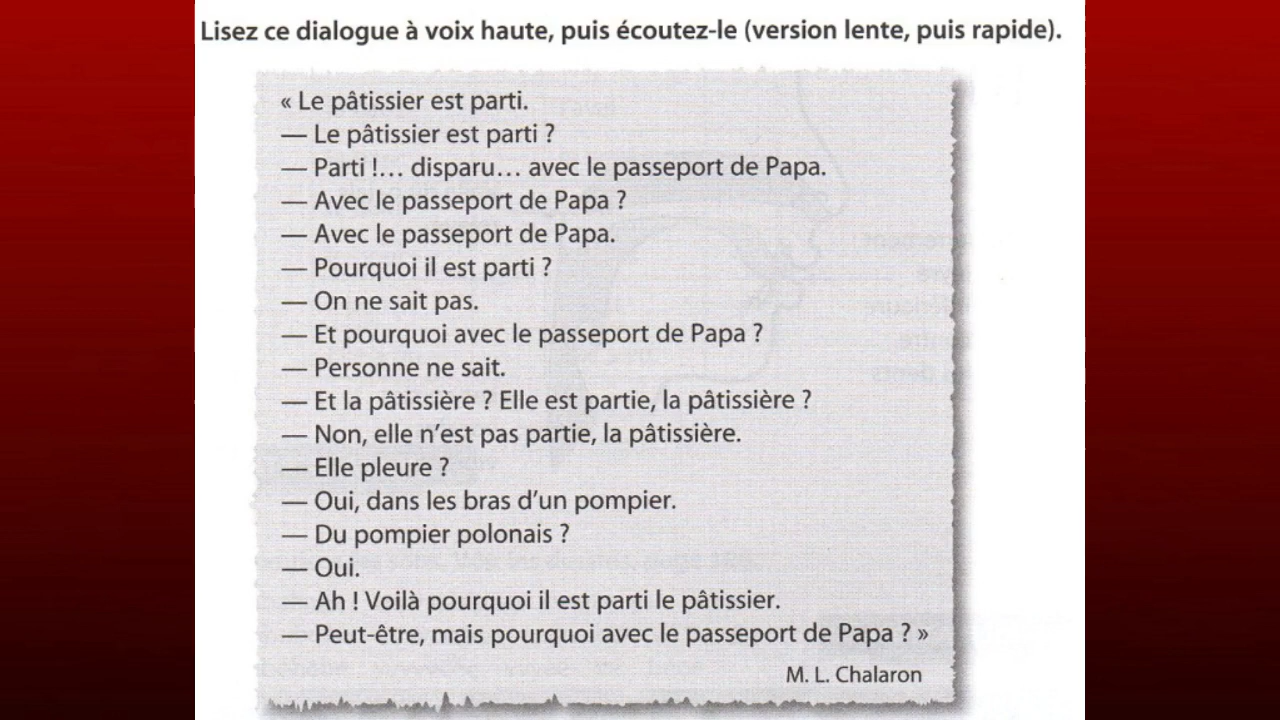 Lisez ce dialogue à voix haute, puis écoutez-le (version lente, puis rapide).
« Le pâtissier est parti.
— Le pâtissier est parti ?
— Parti !… disparu… avec le passeport de Papa.
— Avec le passeport de Papa ?
— Avec le passeport de Papa.
— Pourquoi il est parti ?
— On ne sait pas.
— Et pourquoi avec le passeport de Papa ?
— Personne ne sait.
— Et la pâtissière ? Elle est partie, la pâtissière ?
— Non, elle n’est pas partie, la pâtissière.
— Elle pleure ?
— Oui, dans les bras d’un pompier.
— Du pompier polonais ?
— Oui.
— Ah ! Voilà pourquoi il est parti le pâtissier.
— Peut-être, mais pourquoi avec le passeport de Papa ? »
M. L. Chalaron